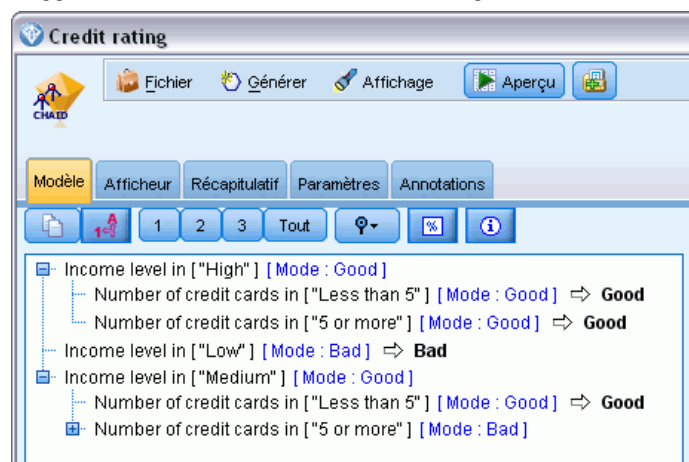 Credit rating
Fichier Générer Affichage Aperçu
CHAID
Modèle Afficheur Récapitulatif Paramètres Annotations
1 2 3 Tout %
Income level in ["High"] [Mode : Good]
Number of credit cards in ["Less than 5"] [Mode : Good] ⇨ Good
Number of credit cards in ["5 or more"] [Mode : Good] ⇨ Good
Income level in ["Low"] [Mode : Bad] ⇨ Bad
Income level in ["Medium"] [Mode : Good]
Number of credit cards in ["Less than 5"] [Mode : Good] ⇨ Good
Number of credit cards in ["5 or more"] [Mode : Bad]